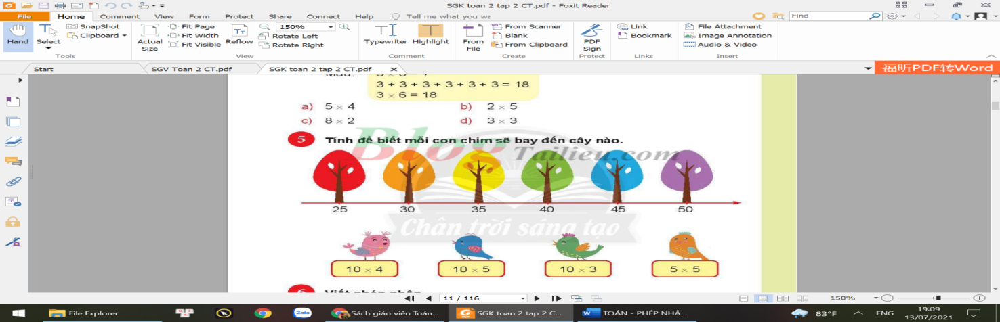 SGK toan 2 tap 2 CT.pdf - Foxit Reader
File Home Comment View Form Protect Share Connect Help Tell me what you wa Find
SnapShot
Clipboard
Hand Select
Tools
Actual Size
Fit Page
Fit Width
Fit Visible
Reflow
150%
Rotate Left
Rotate Right
View
Typewriter Highlight
Comment
From File
From Scanner
Blank
From Clipboard
Create
PDF Sign
Protect
Link
Bookmark
Links
File Attachment
Image Annotation
Audio & Video
Insert
Start SGV Toan 2 CT.pdf SGK toan 2 tap 2 CT.pdf 福昕PDF转Word
3 + 3 + 3 + 3 + 3 + 3 = 18
3 × 6 = 18
a) 5 × 4 b) 2 × 5
c) 8 × 2 d) 3 × 3
5 Tính để biết mỗi con chim sẽ bay đến cây nào.
Blog Tailieu.com
25 30 35 40 45 50
Chân trời sáng tạo
10 × 4 10 × 5 10 × 3 5 × 5
11 / 116 150%
File Explorer Zalo Sách giáo viên Toán... SGK toan 2 tap 2 C... TOÁN - PHÉP NHÂ... 83°F ENG 19:09
13/07/2021